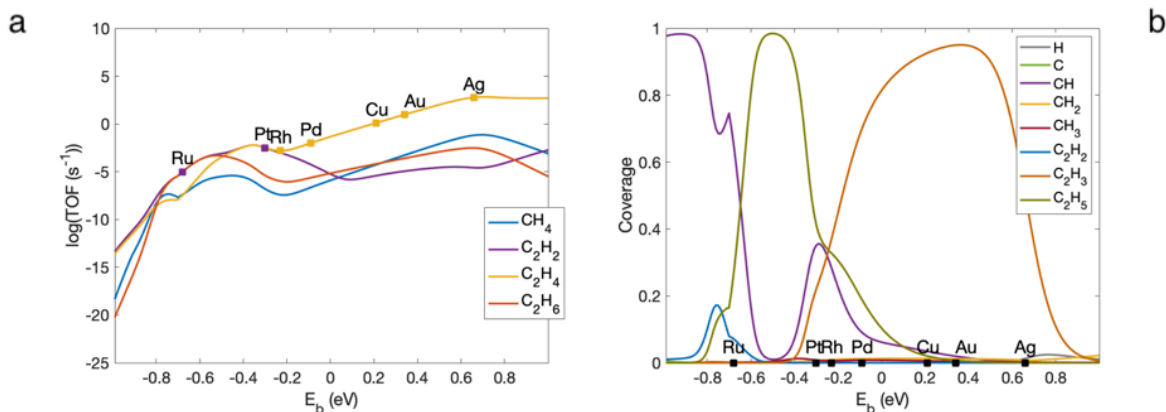 a
10
5
0
-5
-10
-15
-20
-25
log(TOF (s⁻¹))
Ru
Pt
Rh
Pd
Cu
Au
Ag
CH₄
C₂H₂
C₂H₄
C₂H₆
-0.8 -0.6 -0.4 -0.2 0 0.2 0.4 0.6 0.8
E_b (eV)
b
1
0.8
0.6
0.4
0.2
0
Coverage
H
C
CH
CH₂
CH₃
C₂H₂
C₂H₃
C₂H₅
Ru
Pt
Rh
Pd
Cu
Au
Ag
-0.8 -0.6 -0.4 -0.2 0 0.2 0.4 0.6 0.8
E_b (eV)